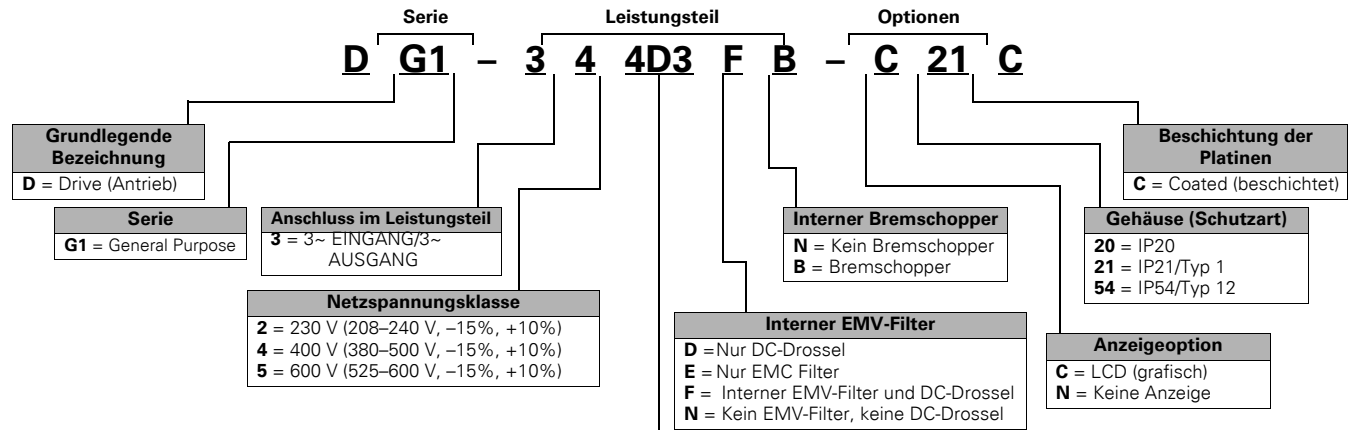 Serie Leistungsteil Optionen
D G1 – 3 4 4D3 F B – C 21 C
Grundlegende
Bezeichnung
D = Drive (Antrieb)
Serie
G1 = General Purpose
Anschluss im Leistungsteil
3 = 3~ EINGANG/3~
AUSGANG
Netzspannungsklasse
2 = 230 V (208–240 V, –15%, +10%)
4 = 400 V (380–500 V, –15%, +10%)
5 = 600 V (525–600 V, –15%, +10%)
Interner Bremschopper
N = Kein Bremschopper
B = Bremschopper
Interner EMV-Filter
D =Nur DC-Drossel
E =Nur EMC Filter
F = Interner EMV-Filter und DC-Drossel
N = Kein EMV-Filter, keine DC-Drossel
Beschichtung der
Platinen
C = Coated (beschichtet)
Gehäuse (Schutzart)
20 = IP20
21 = IP21/Typ 1
54 = IP54/Typ 12
Anzeigeoption
C = LCD (grafisch)
N = Keine Anzeige